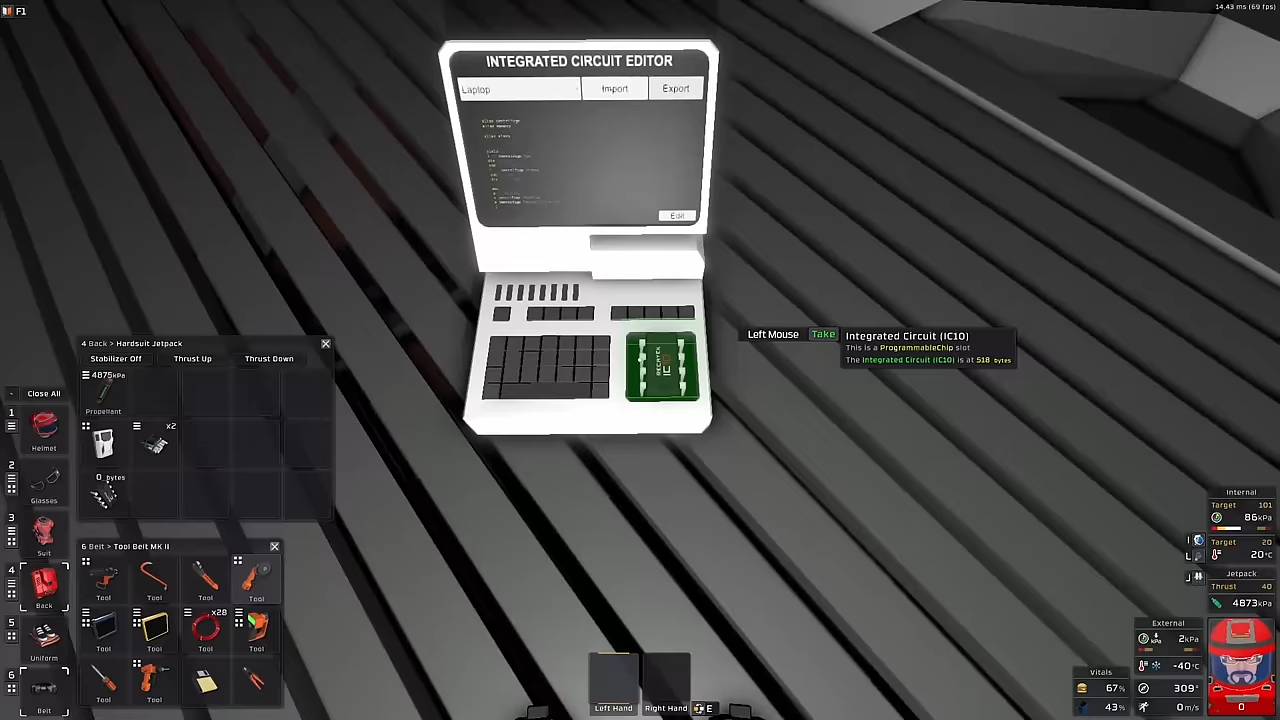 F1
14.43 ms (69 fps)
INTEGRATED CIRCUIT EDITOR
Laptop
Import
Export
Edit
Left Mouse
Take
Integrated Circuit (IC10)
This is a ProgrammableChip slot
The Integrated Circuit (IC10) is at 518 bytes
4 Back > Hardsuit Jetpack
Stabilizer Off
Thrust Up
Thrust Down
4875kPa
Propellant
x2
0 bytes
Close All
1
Helmet
2
Glasses
3
Suit
4
Back
5
Uniform
6
Belt
6 Belt > Tool Belt MK II
Tool
Tool
Tool
Tool
x28
Tool
Tool
Tool
Tool
Tool
Tool
Left Hand
Right Hand
E
Internal
Target 101
86kPa
Target 20
20°C
Jetpack
Thrust 40
4873kPa
External
2kPa
-40°C
309°
0m/s
Vitals
67%
43%
0